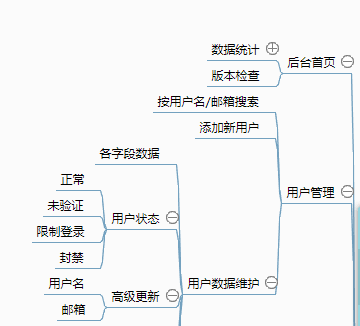 数据统计
后台首页
版本检查
按用户名/邮箱搜索
添加新用户
各字段数据
正常
用户管理
未验证
用户状态
限制登录
封禁
用户名
用户数据维护
高级更新
邮箱